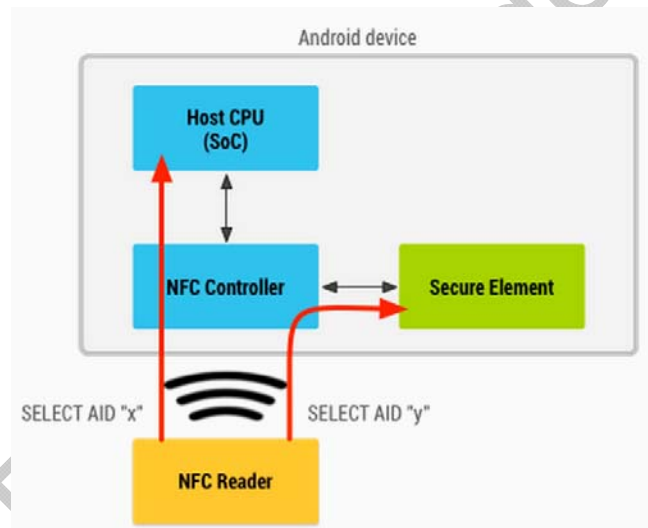 Android device
Host CPU
(SoC)
NFC Controller
Secure Element
SELECT AID "x"
SELECT AID "y"
NFC Reader